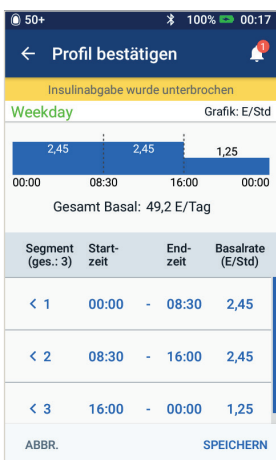 50+ 100% 00:17
Profil bestätigen 1
Insulinabgabe wurde unterbrochen
Weekday Grafik: E/Std
2,45 2,45 1,25
00:00 08:30 16:00 00:00
Gesamt Basal: 49,2 E/Tag
Segment Start- End- Basalrate
(ges.: 3) zeit zeit (E/Std)
1 00:00 - 08:30 2,45
2 08:30 - 16:00 2,45
3 16:00 - 00:00 1,25
ABBR. SPEICHERN